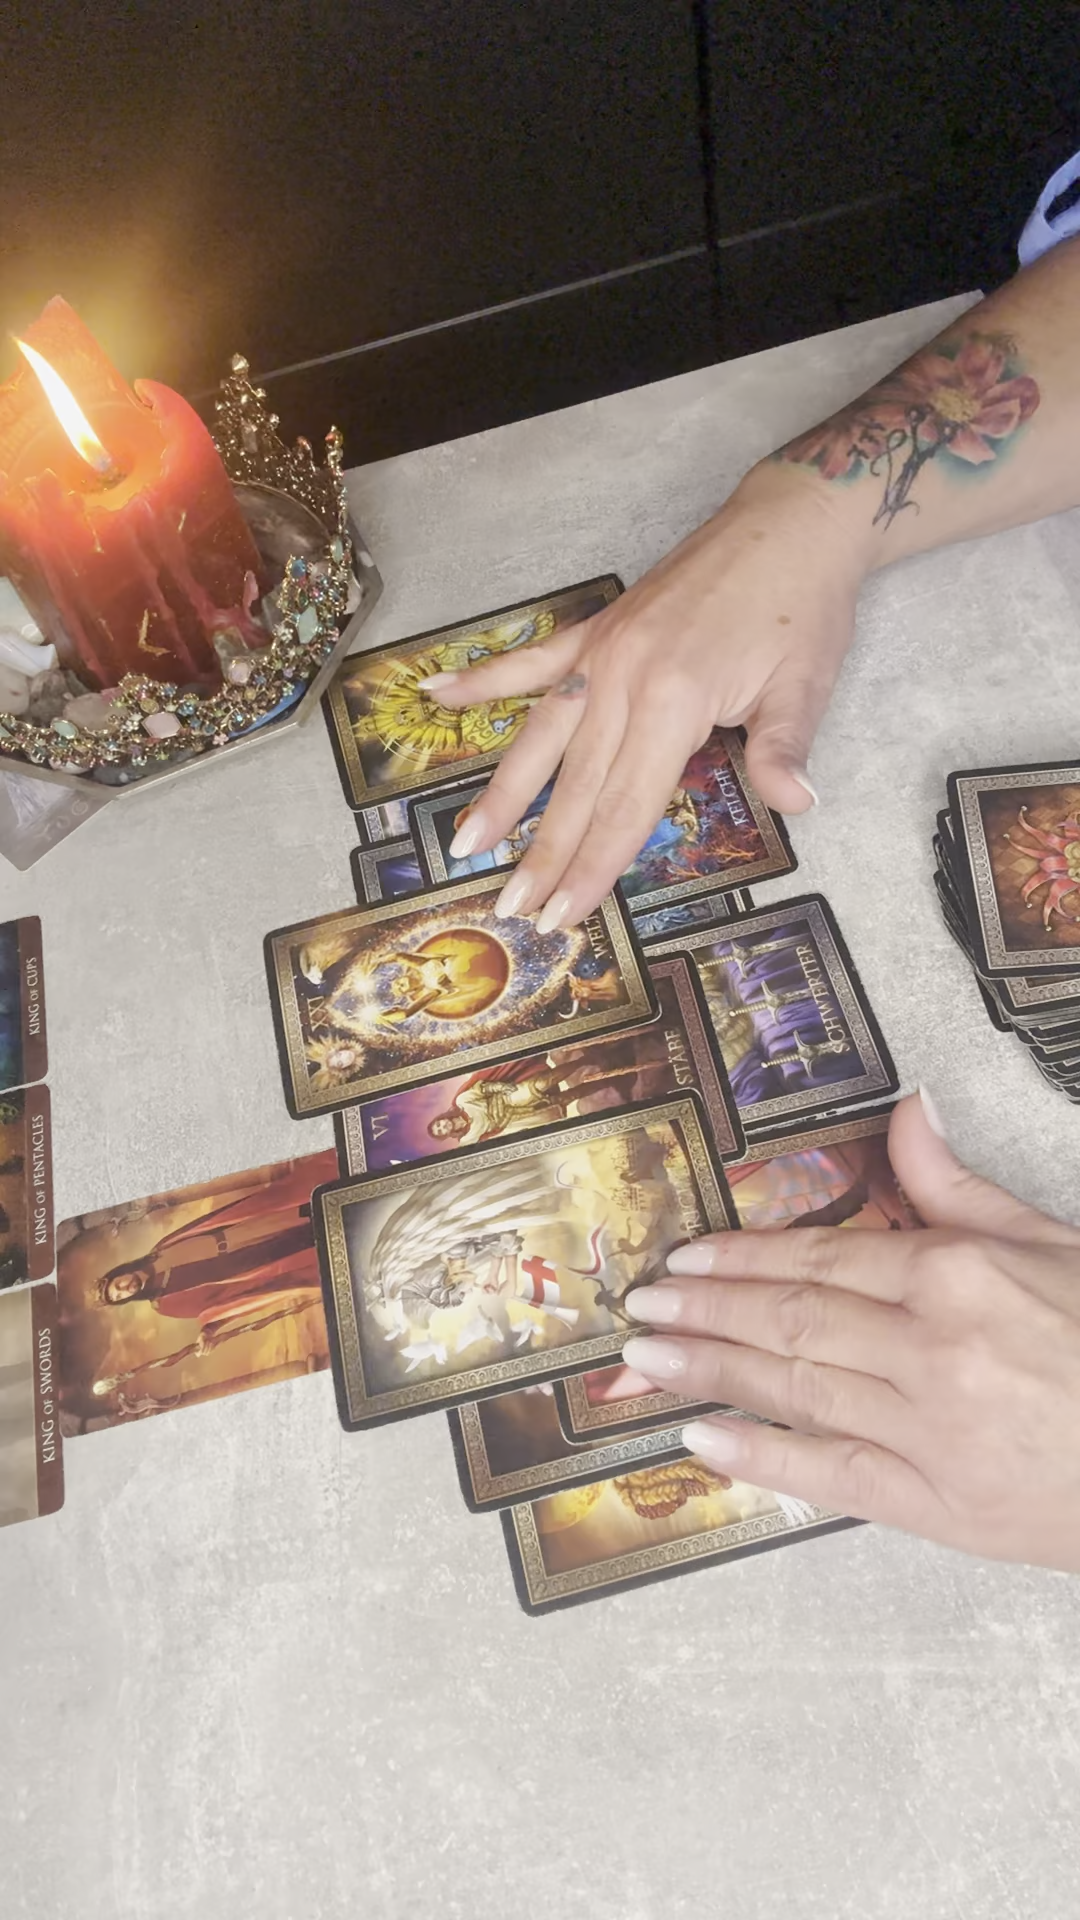 KELCHE
WELT
XXI
SCHWERTER
STÄBE
VI
KING OF CUPS
KING OF PENTACLES
KING OF SWORDS